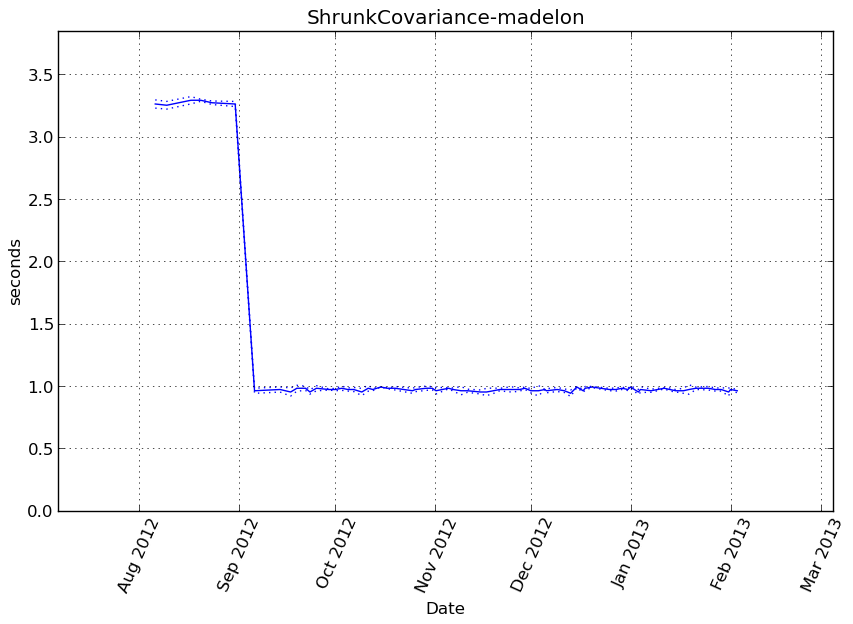 ShrunkCovariance-madelon
3.5
3.0
2.5
2.0
1.5
1.0
0.5
0.0
seconds
Aug 2012
Sep 2012
Oct 2012
Nov 2012
Dec 2012
Jan 2013
Feb 2013
Mar 2013
Date